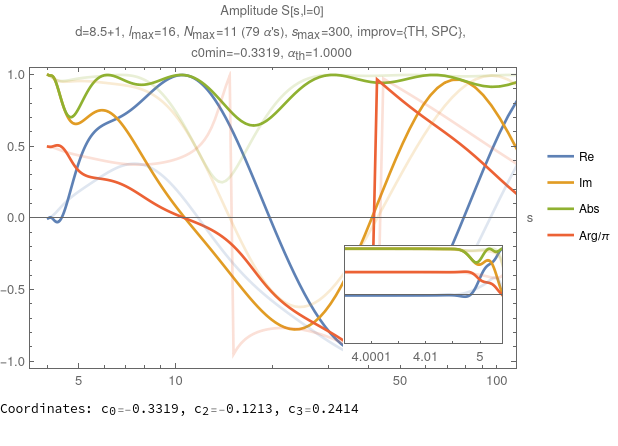 Amplitude S[s,l=0]
d=8.5+1, lmax=16, Nmax=11 (79 α's), smax=300, improv={TH, SPC},
c0min=−0.3319, αth=1.0000
1.0
0.5
0.0
−0.5
−1.0
s
Re
Im
Abs
Arg/π
4.0001 4.01 5
5 10 50 100
Coordinates: c0=-0.3319, c2=-0.1213, c3=0.2414